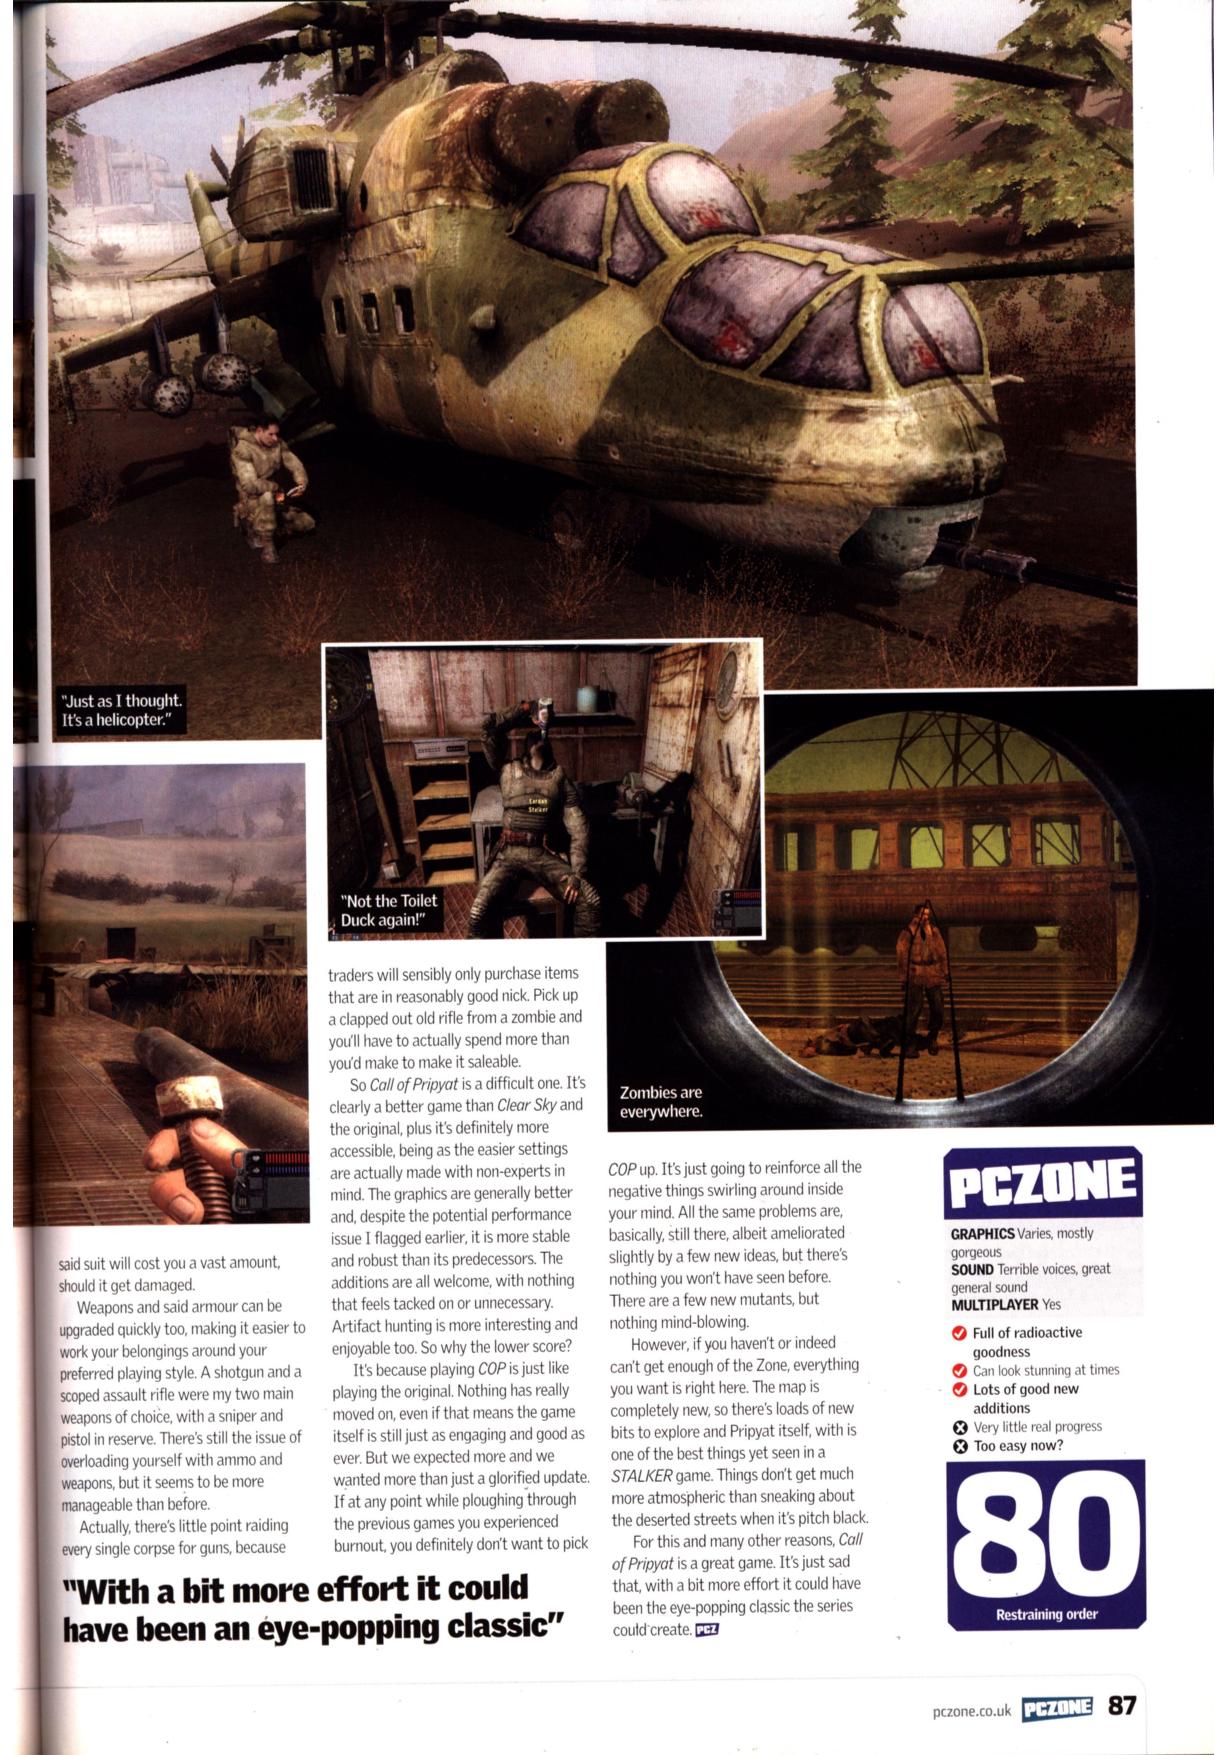 "Just as I thought.
It's a helicopter."
"Not the Toilet
Duck again!"
Zombies are
everywhere.
said suit will cost you a vast amount,
should it get damaged.
Weapons and said armour can be
upgraded quickly too, making it easier to
work your belongings around your
preferred playing style. A shotgun and a
scoped assault rifle were my two main
weapons of choice, with a sniper and
pistol in reserve. There's still the issue of
overloading yourself with ammo and
weapons, but it seems to be more
manageable than before.
Actually, there's little point raiding
every single corpse for guns, because
traders will sensibly only purchase items
that are in reasonably good nick. Pick up
a clapped out old rifle from a zombie and
you'll have to actually spend more than
you'd make to make it saleable.
So Call of Pripyat is a difficult one. It's
clearly a better game than Clear Sky and
the original, plus it's definitely more
accessible, being as the easier settings
are actually made with non-experts in
mind. The graphics are generally better
and, despite the potential performance
issue I flagged earlier, it is more stable
and robust than its predecessors. The
additions are all welcome, with nothing
that feels tacked on or unnecessary.
Artifact hunting is more interesting and
enjoyable too. So why the lower score?
It's because playing COP is just like
playing the original. Nothing has really
moved on, even if that means the game
itself is still just as engaging and good as
ever. But we expected more and we
wanted more than just a glorified update.
If at any point while ploughing through
the previous games you experienced
burnout, you definitely don't want to pick
COP up. It's just going to reinforce all the
negative things swirling around inside
your mind. All the same problems are,
basically, still there, albeit ameliorated
slightly by a few new ideas, but there's
nothing you won't have seen before.
There are a few new mutants, but
nothing mind-blowing.
However, if you haven't or indeed
can't get enough of the Zone, everything
you want is right here. The map is
completely new, so there's loads of new
bits to explore and Pripyat itself, with is
one of the best things yet seen in a
STALKER game. Things don't get much
more atmospheric than sneaking about
the deserted streets when it's pitch black.
For this and many other reasons, Call
of Pripyat is a great game. It's just sad
that, with a bit more effort it could have
been the eye-popping classic the series
could create. PCZ
"With a bit more effort it could
have been an eye-popping classic"
PCZONE
GRAPHICS Varies, mostly
gorgeous
SOUND Terrible voices, great
general sound
MULTIPLAYER Yes
Full of radioactive
goodness
Can look stunning at times
Lots of good new
additions
Very little real progress
Too easy now?
80
Restraining order
pczone.co.uk PCZONE 87